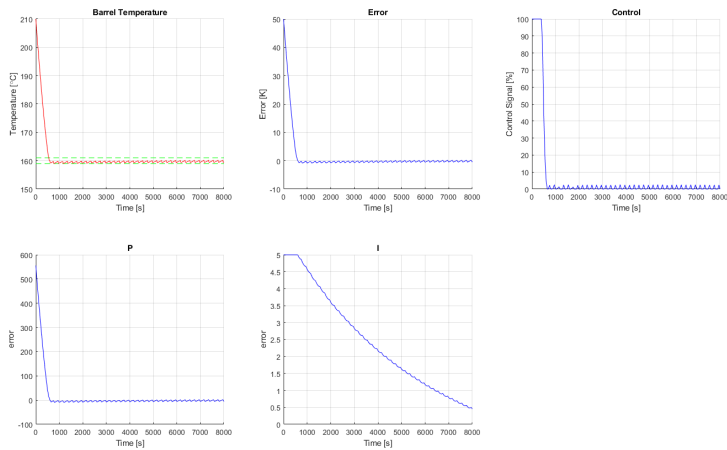 Barrel Temperature
Temperature [°C]
210
200
190
180
170
160
150
0 1000 2000 3000 4000 5000 6000 7000 8000
Time [s]
Error
Error [K]
50
40
30
20
10
0
-10
0 1000 2000 3000 4000 5000 6000 7000 8000
Time [s]
Control
Control Signal [%]
100
90
80
70
60
50
40
30
20
10
0
0 1000 2000 3000 4000 5000 6000 7000 8000
Time [s]
P
error
600
500
400
300
200
100
0
-100
0 1000 2000 3000 4000 5000 6000 7000 8000
Time [s]
I
error
5
4.5
4
3.5
3
2.5
2
1.5
1
0.5
0
0 1000 2000 3000 4000 5000 6000 7000 8000
Time [s]